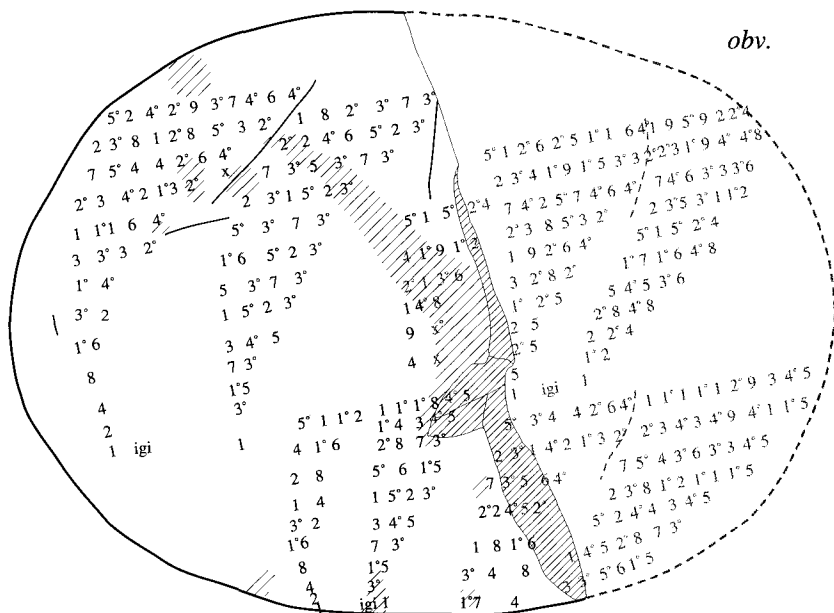 obv.
5° 2 4° 2° 9 3° 7 4° 6 4°
2 3° 8 1 2° 8 5° 3 2°
7 5° 4 4 2° 6 4°
2° 3 4° 2 1° 3 2°
1 1° 1 6 4°
3 3° 3 2°
1° 4°
3° 2
1° 6
8
4
2
1 igi 1
1 8 2° 3° 7 3°
2° 2 4° 6 5° 2 3°
x 7 3° 5 3° 7 3°
2 3° 1 5° 2 3°
5° 3° 7 3°
1° 6 5° 2 3°
5 3° 7 3°
1 5° 2 3°
3 4° 5
7 3°
1° 5
3°
5° 1 5° 2° 4
4 1° 9 1° 2
2° 1 3° 6
1 4° 8
9 x°
4 x
5° 1 2° 6 2° 5 1° 1 6 4° 1 9 5° 9 2 2° 4
2 3° 4 1° 9 1° 5 3° 3 2° 2° 3 1° 9 4° 4° 8
7 4° 2 5° 7 4° 6 4° 7 4° 6 3° 3 3° 6
2° 3 8 5° 3 2° 2 3° 5 3° 1 1° 2
1 9 2° 6 4° 5° 1 5° 2° 4
3 2° 8 2° 1° 7 1° 6 4° 8
1° 2° 5 5 4° 5 3° 6
2 5 2° 8 4° 8
2° 5 2 2° 4
5 1° 2
1 igi 1
5° 1 1° 2 1 1° 1° 8 4° 5
4 1° 6 1° 4 3 4° 5
2 8 2° 8 7 3°
1 4 5° 6 1° 5
3° 2 1 5° 2 3°
1° 6 3 4° 5
8 7 3°
4 1° 5
2 3°
1 igi 1
5° 3° 4 4 2° 6 4° 1 1° 1 1° 1 2° 9 3 4° 5
2 3° 1 4° 2 1° 3 2° 2° 3 4° 3 4° 9 4° 1 1° 5
7 3° 5 6 4° 7 5° 4 3° 6 3° 3 4° 5
2° 2 4° 5 2° 2 3° 8 1° 2 1° 1 1° 5
1 8 1° 6 5° 2 4° 4 3 4° 5
3° 4 8 1 4° 5 2° 8 7 3°
1° 7 4 3 3° 5° 6 1° 5